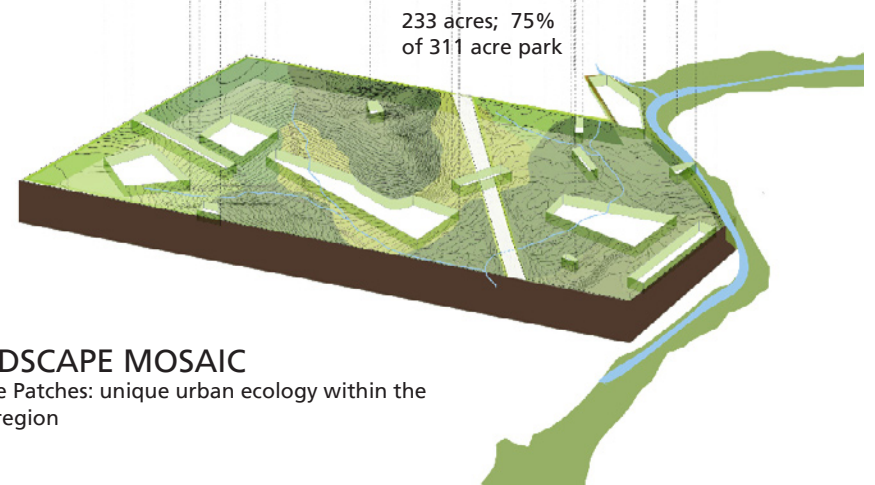 233 acres; 75%
of 311 acre park
DSCAPE MOSAIC
e Patches: unique urban ecology within the
region